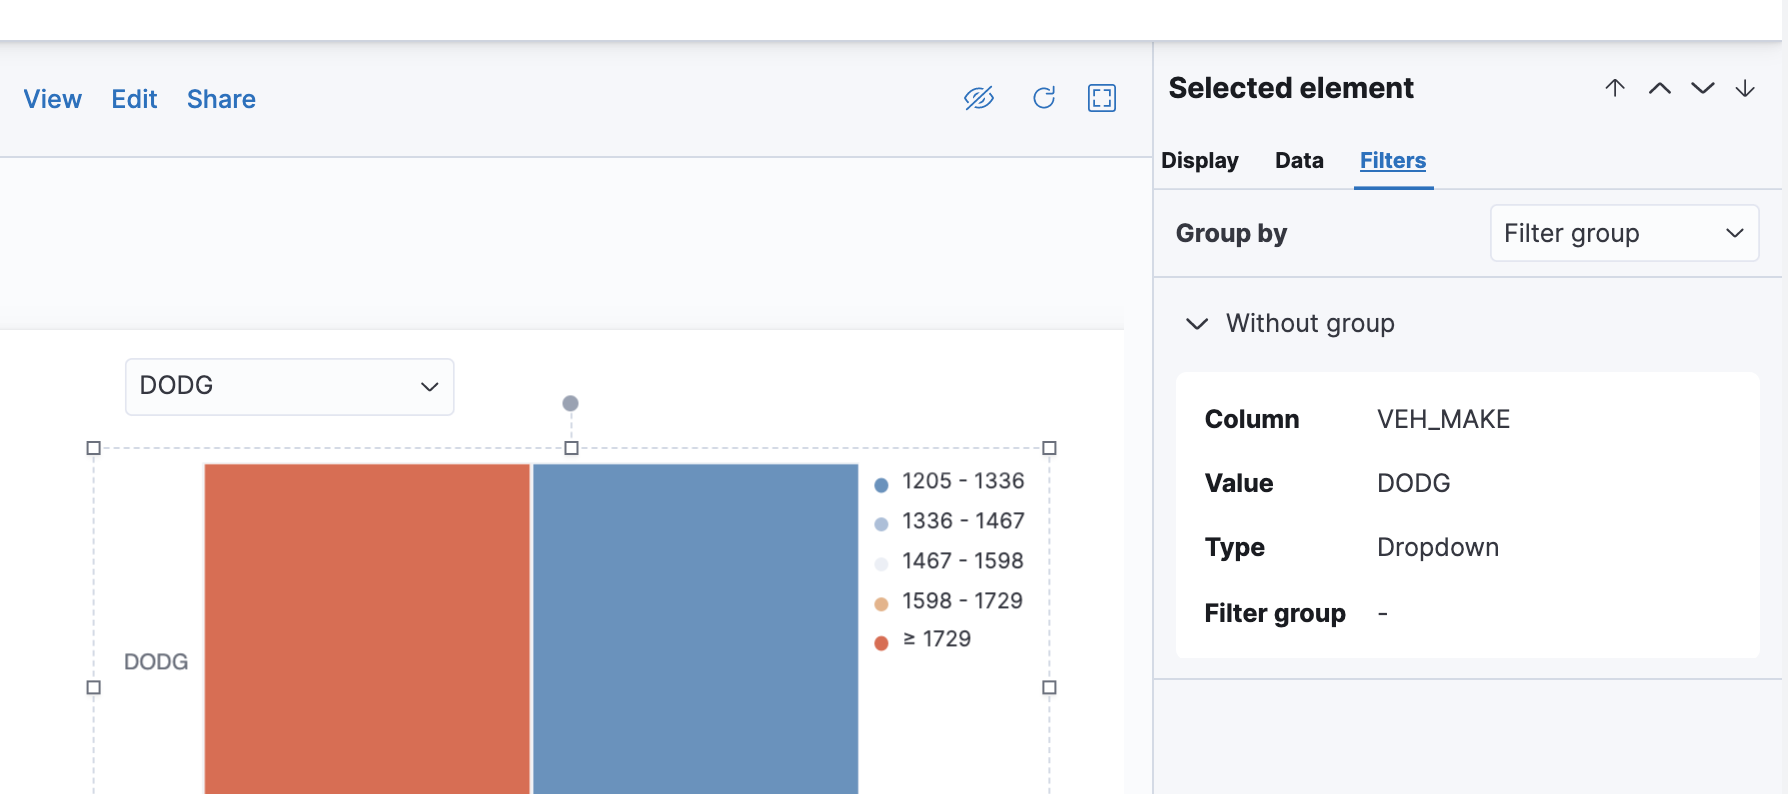 View Edit Share
Selected element
Display Data Filters
Group by Filter group
Without group
Column VEH_MAKE
Value DODG
Type Dropdown
Filter group -
DODG
1205 - 1336
1336 - 1467
1467 - 1598
1598 - 1729
≥ 1729
DODG